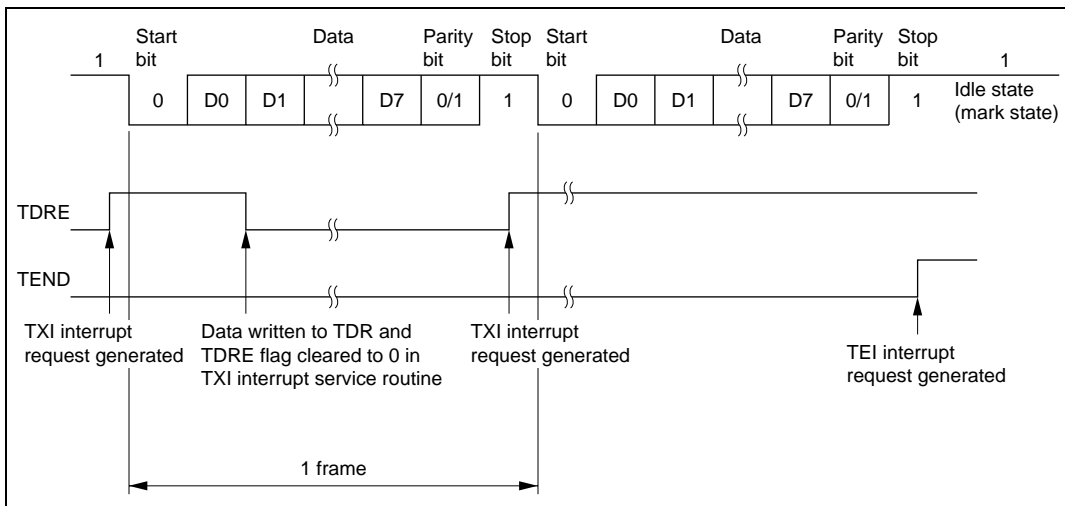 Start bit
Data
Parity bit
Stop bit
Start bit
Data
Parity bit
Stop bit
1
1
0
D0
D1
D7
0/1
1
0
D0
D1
D7
0/1
1
Idle state
(mark state)
TDRE
TEND
TXI interrupt
request generated
Data written to TDR and
TDRE flag cleared to 0 in
TXI interrupt service routine
TXI interrupt
request generated
TEI interrupt
request generated
1 frame